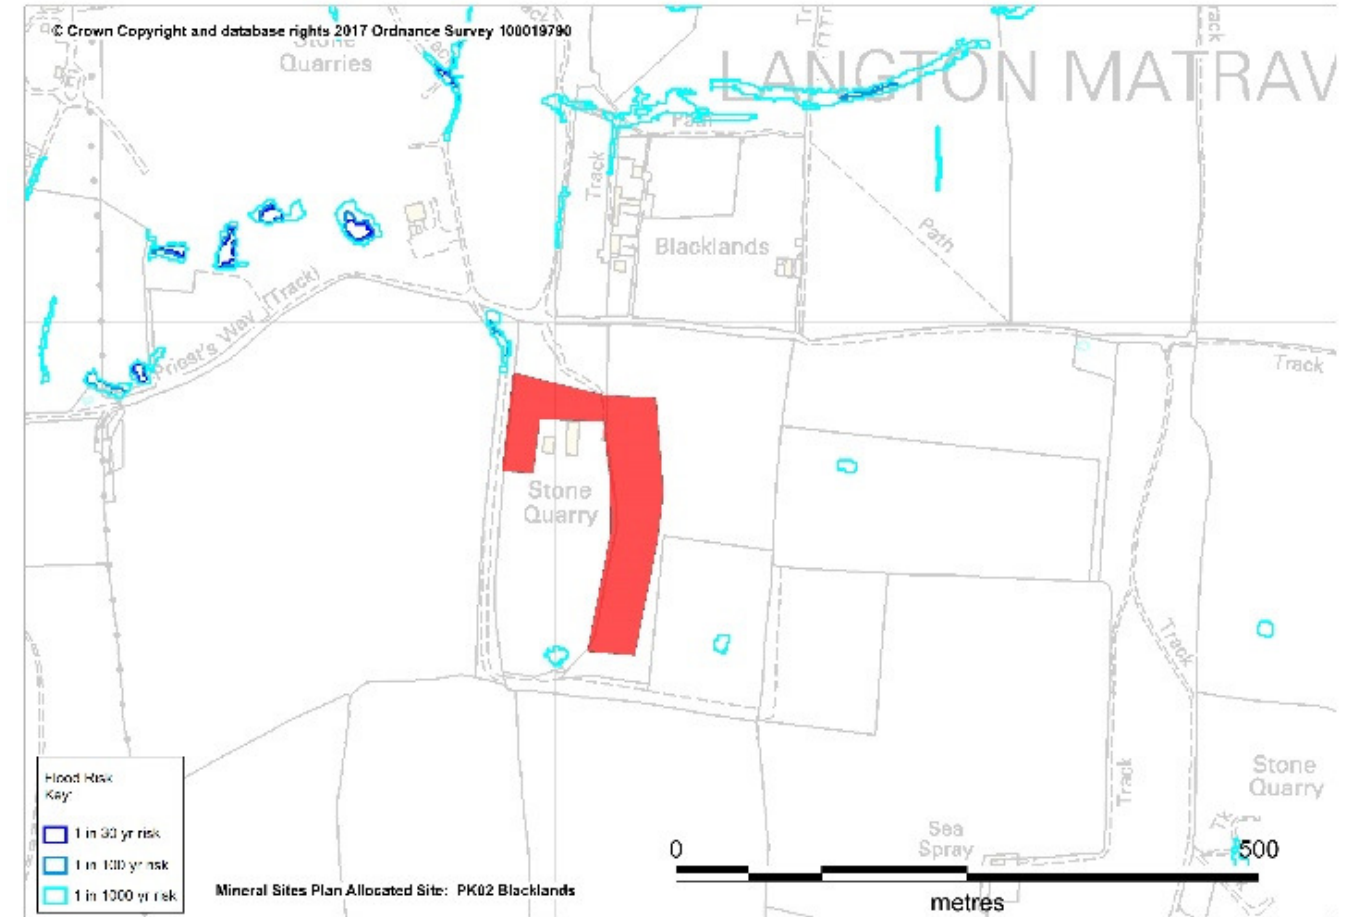 © Crown Copyright and database rights 2017 Ordnance Survey 100019790
Stone
Quarries
LANGTON MATRAV
Path
Track
Track
Blacklands
Path
Priest's Way (Track)
Track
Stone
Quarry
Track
Track
Stone
Quarry
Sea
Spray
Flood Risk
Key:
1 in 30 yr risk
1 in 100 yr risk
1 in 1000 yr risk
Mineral Sites Plan Allocated Site: PK02 Blacklands
0
500
metres